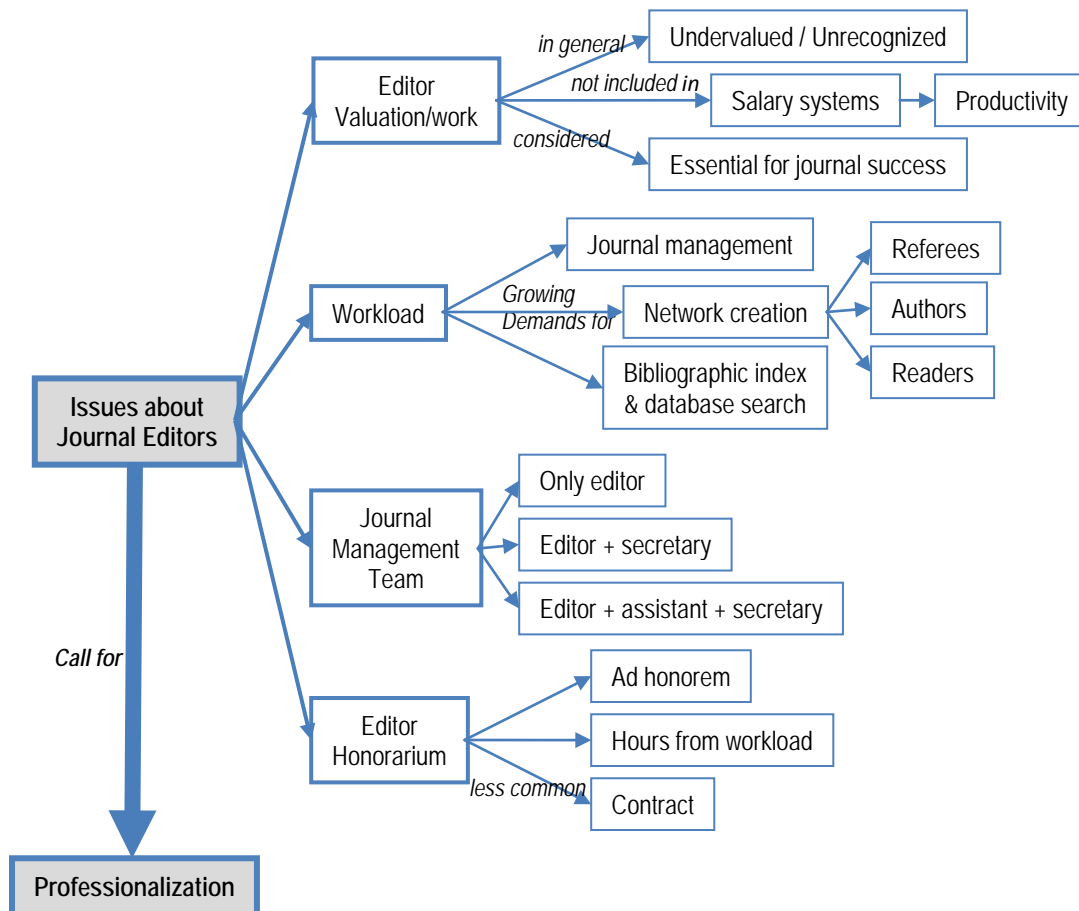 in general
Undervalued / Unrecognized
Editor
Valuation/work
not included in
Salary systems
Productivity
considered
Essential for journal success
Journal management
Referees
Workload
Growing
Demands for
Network creation
Authors
Bibliographic index
& database search
Readers
Issues about
Journal Editors
Only editor
Journal
Management
Team
Editor + secretary
Editor + assistant + secretary
Call for
Ad honorem
Editor
Honorarium
Hours from workload
less common
Contract
Professionalization